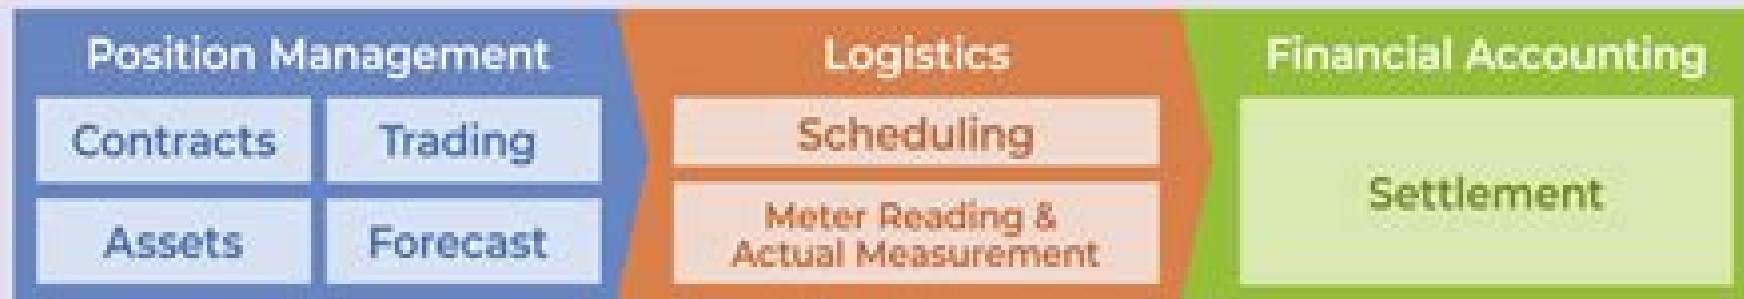 Position Management
Contracts
Trading
Assets
Forecast
Logistics
Scheduling
Meter Reading &
Actual Measurement
Financial Accounting
Settlement